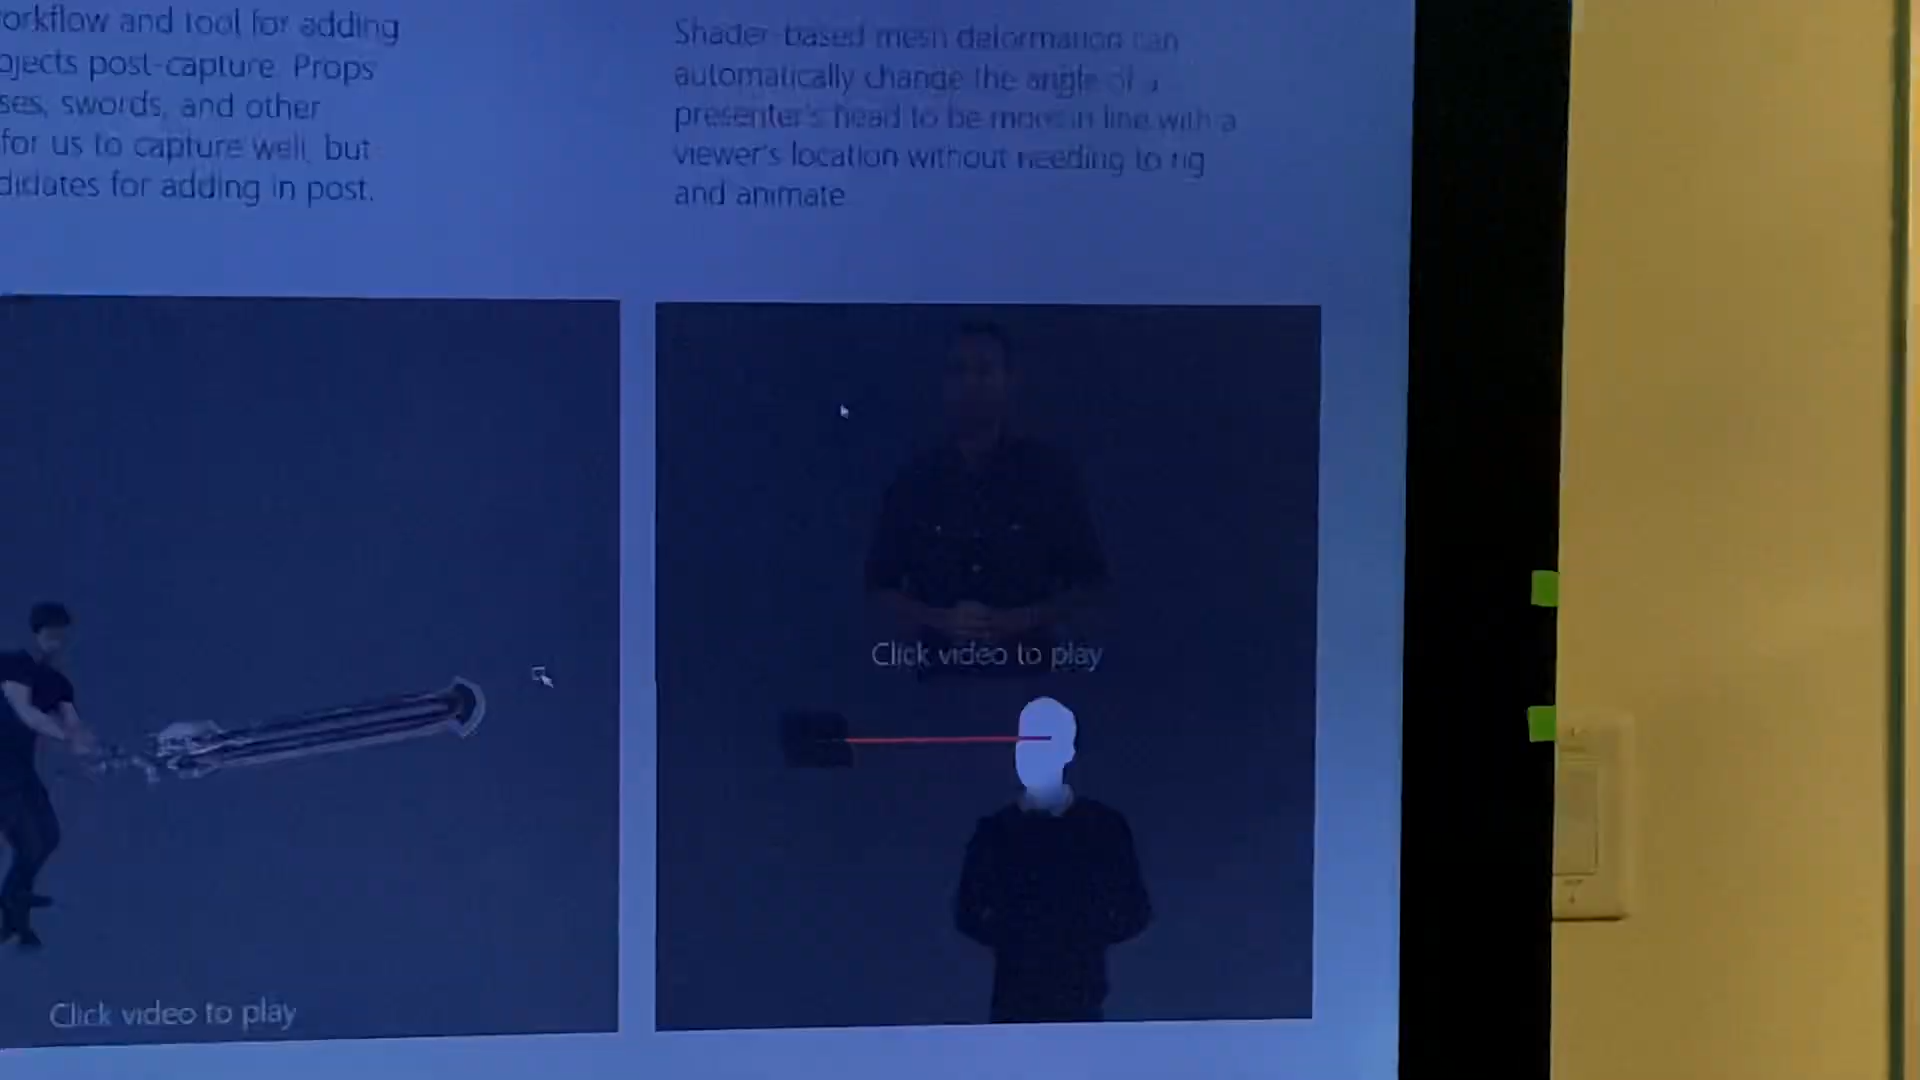 orkflow and tool for adding
ojects post-capture. Props
ses, swords, and other
for us to capture well, but
didates for adding in post.
Shader-based mesh deformation can
automatically change the angle of a
presenter's head to be more in line with a
viewer's location without needing to rig
and animate
Click video to play
Click video to play